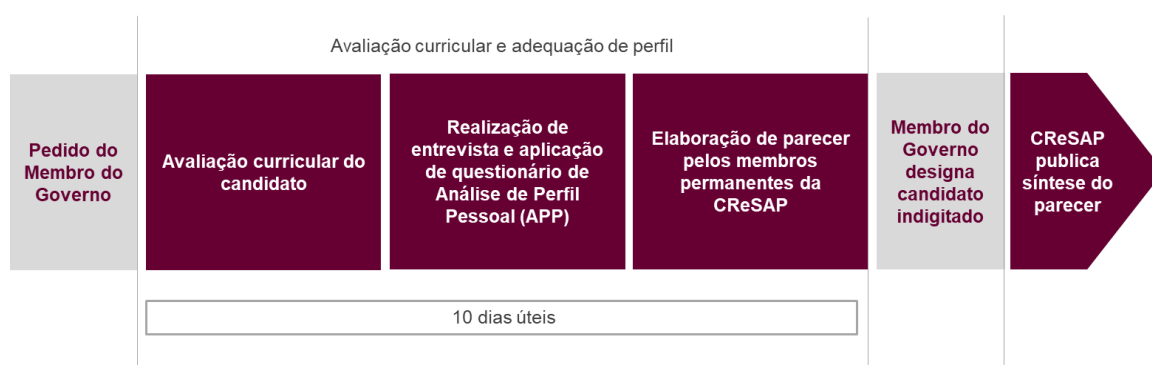 Avaliação curricular e adequação de perfil
Pedido do
Membro do
Governo
Avaliação curricular do
candidato
Realização de
entrevista e aplicação
de questionário de
Análise de Perfil
Pessoal (APP)
Elaboração de parecer
pelos membros
permanentes da
CReSAP
Membro do
Governo
designa
candidato
indigitado
CReSAP
publica
síntese do
parecer
10 dias úteis